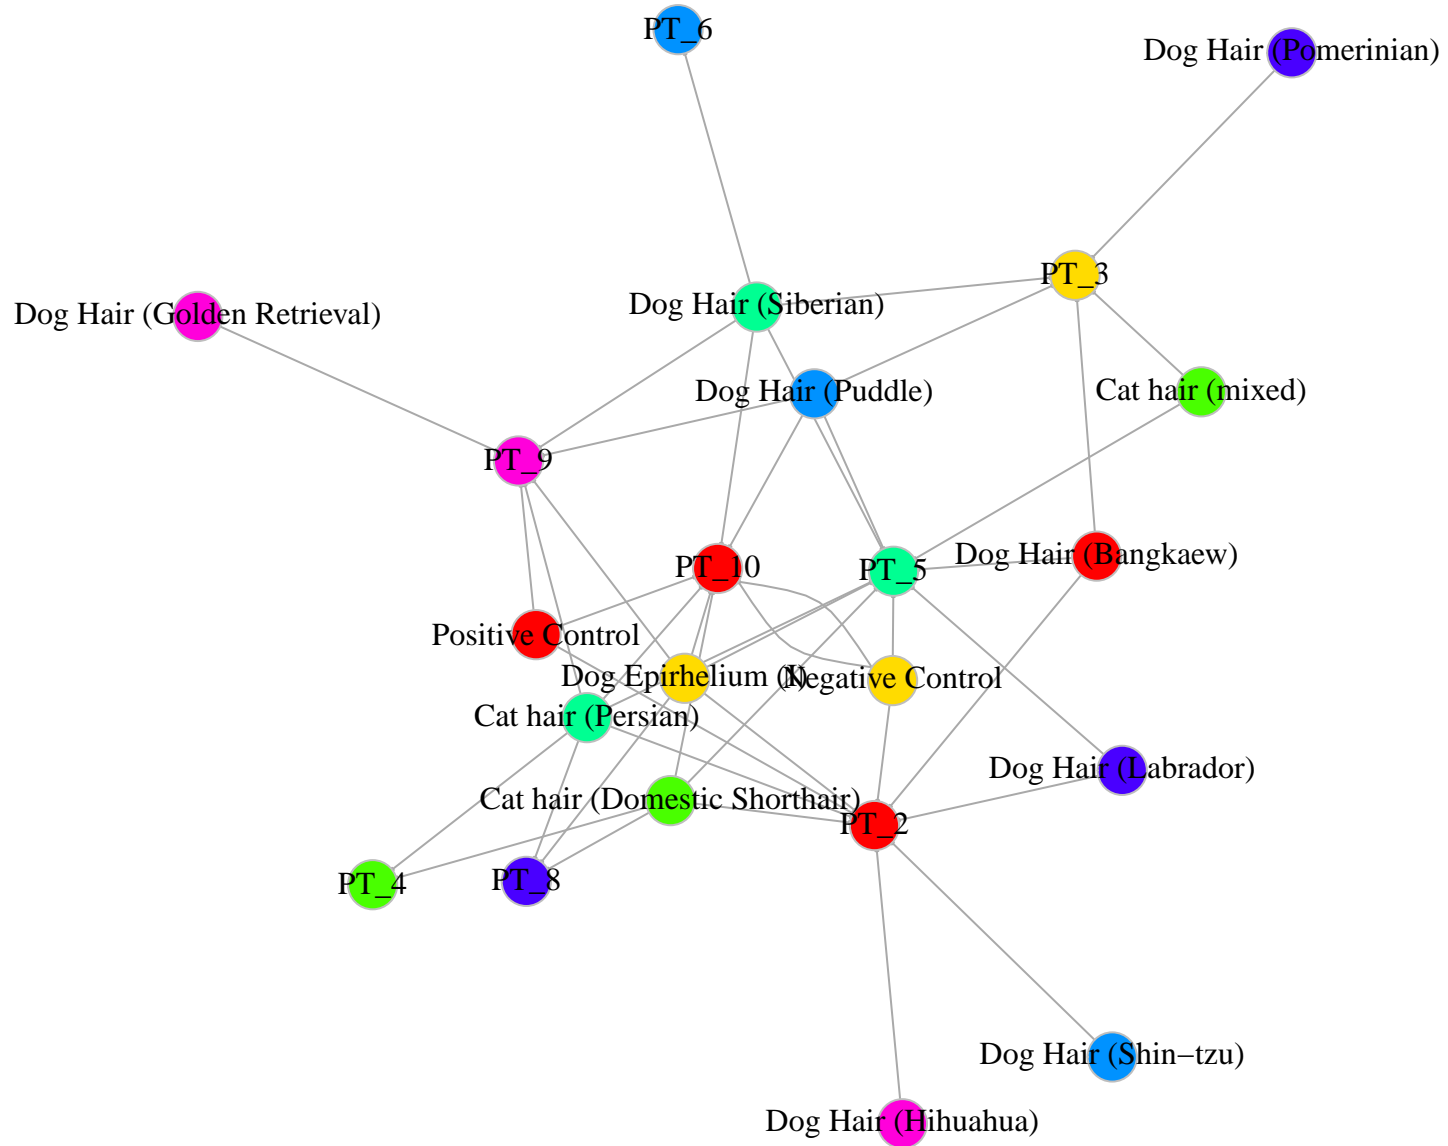 PT_6
Dog Hair (Pomerinian)
PT_3
Dog Hair (Siberian)
Dog Hair (Golden Retrieval)
Dog Hair (Puddle)
Cat hair (mixed)
PT_9
Dog Hair (Bangkaew)
PT_10
PT_5
Positive Control
Dog Epirhelium (I)
Negative Control
Cat hair (Persian)
Dog Hair (Labrador)
Cat hair (Domestic Shorthair)
PT_2
PT_4
PT_8
Dog Hair (Shin−tzu)
Dog Hair (Hihuahua)